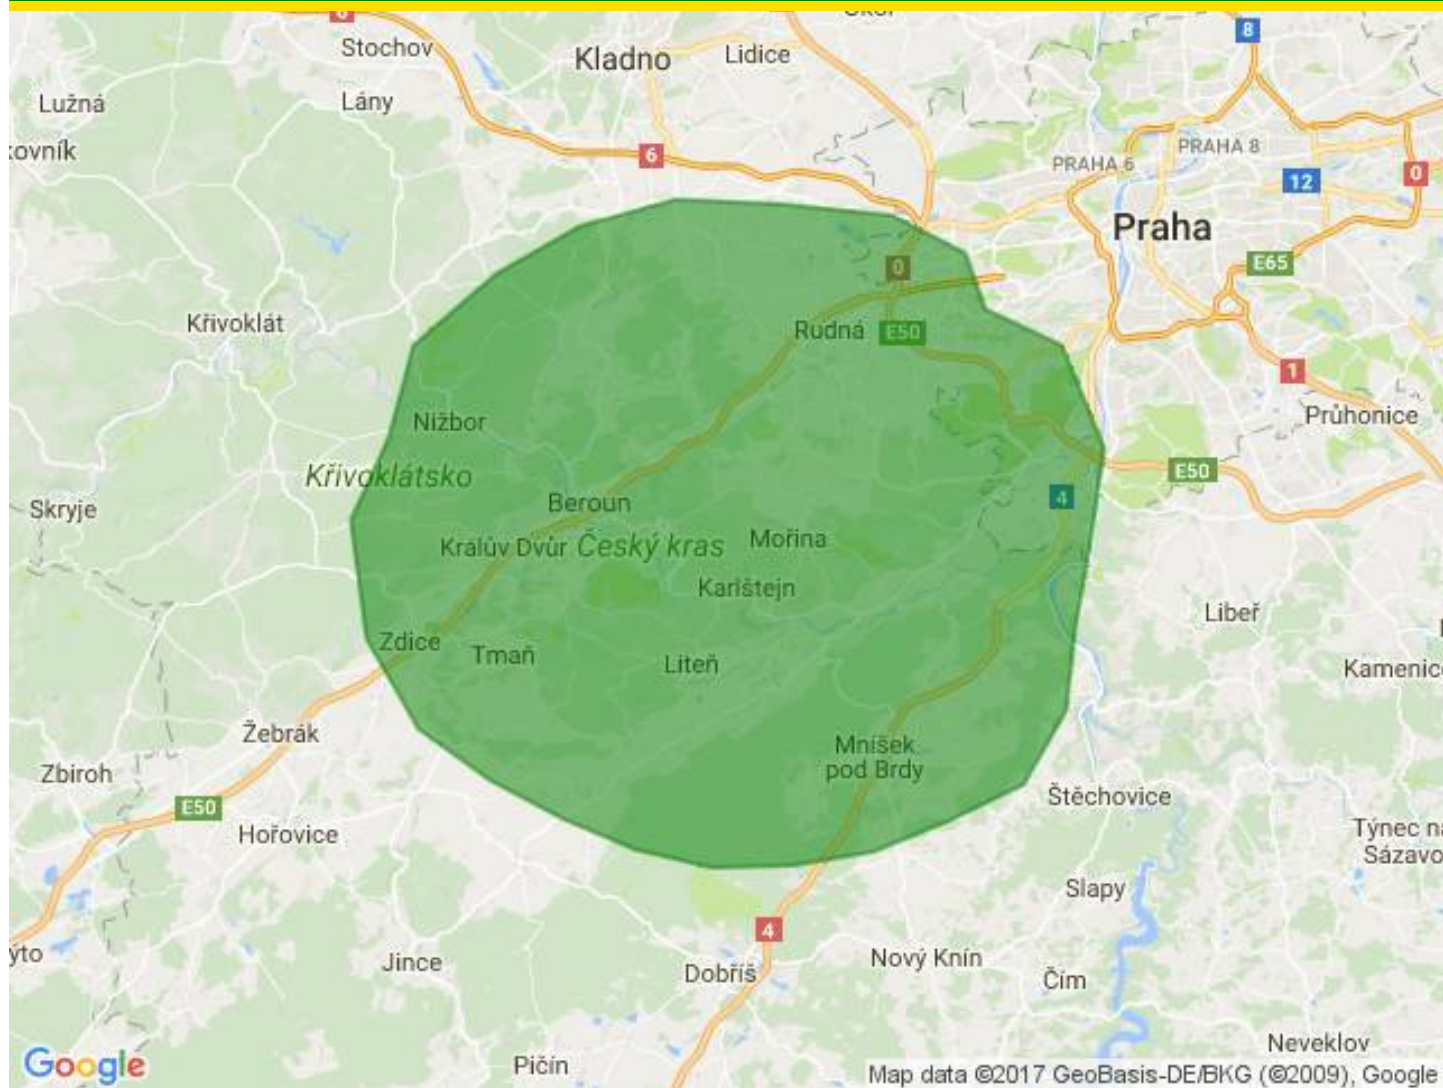 6
Stochov
Kladno
Lidice
8
Lužná
Lány
kovník
6
PRAHA 6
PRAHA 8
12
0
Praha
E65
0
Křivoklát
Rudná
E50
1
Nižbor
Průhonice
Křivoklátsko
E50
Skryje
Beroun
4
Králův Dvůr
Český kras
Mořina
Karlštejn
Libeř
Zdice
Tmaň
Liteň
Kamenic
Žebrák
Mníšek
pod Brdy
Zbiroh
E50
Štěchovice
Hořovice
Týnec na
Sázavo
Slapy
4
ýto
Jince
Dobříš
Nový Knín
Čím
Neveklov
Google
Pičín
Map data ©2017 GeoBasis-DE/BKG (©2009), Google